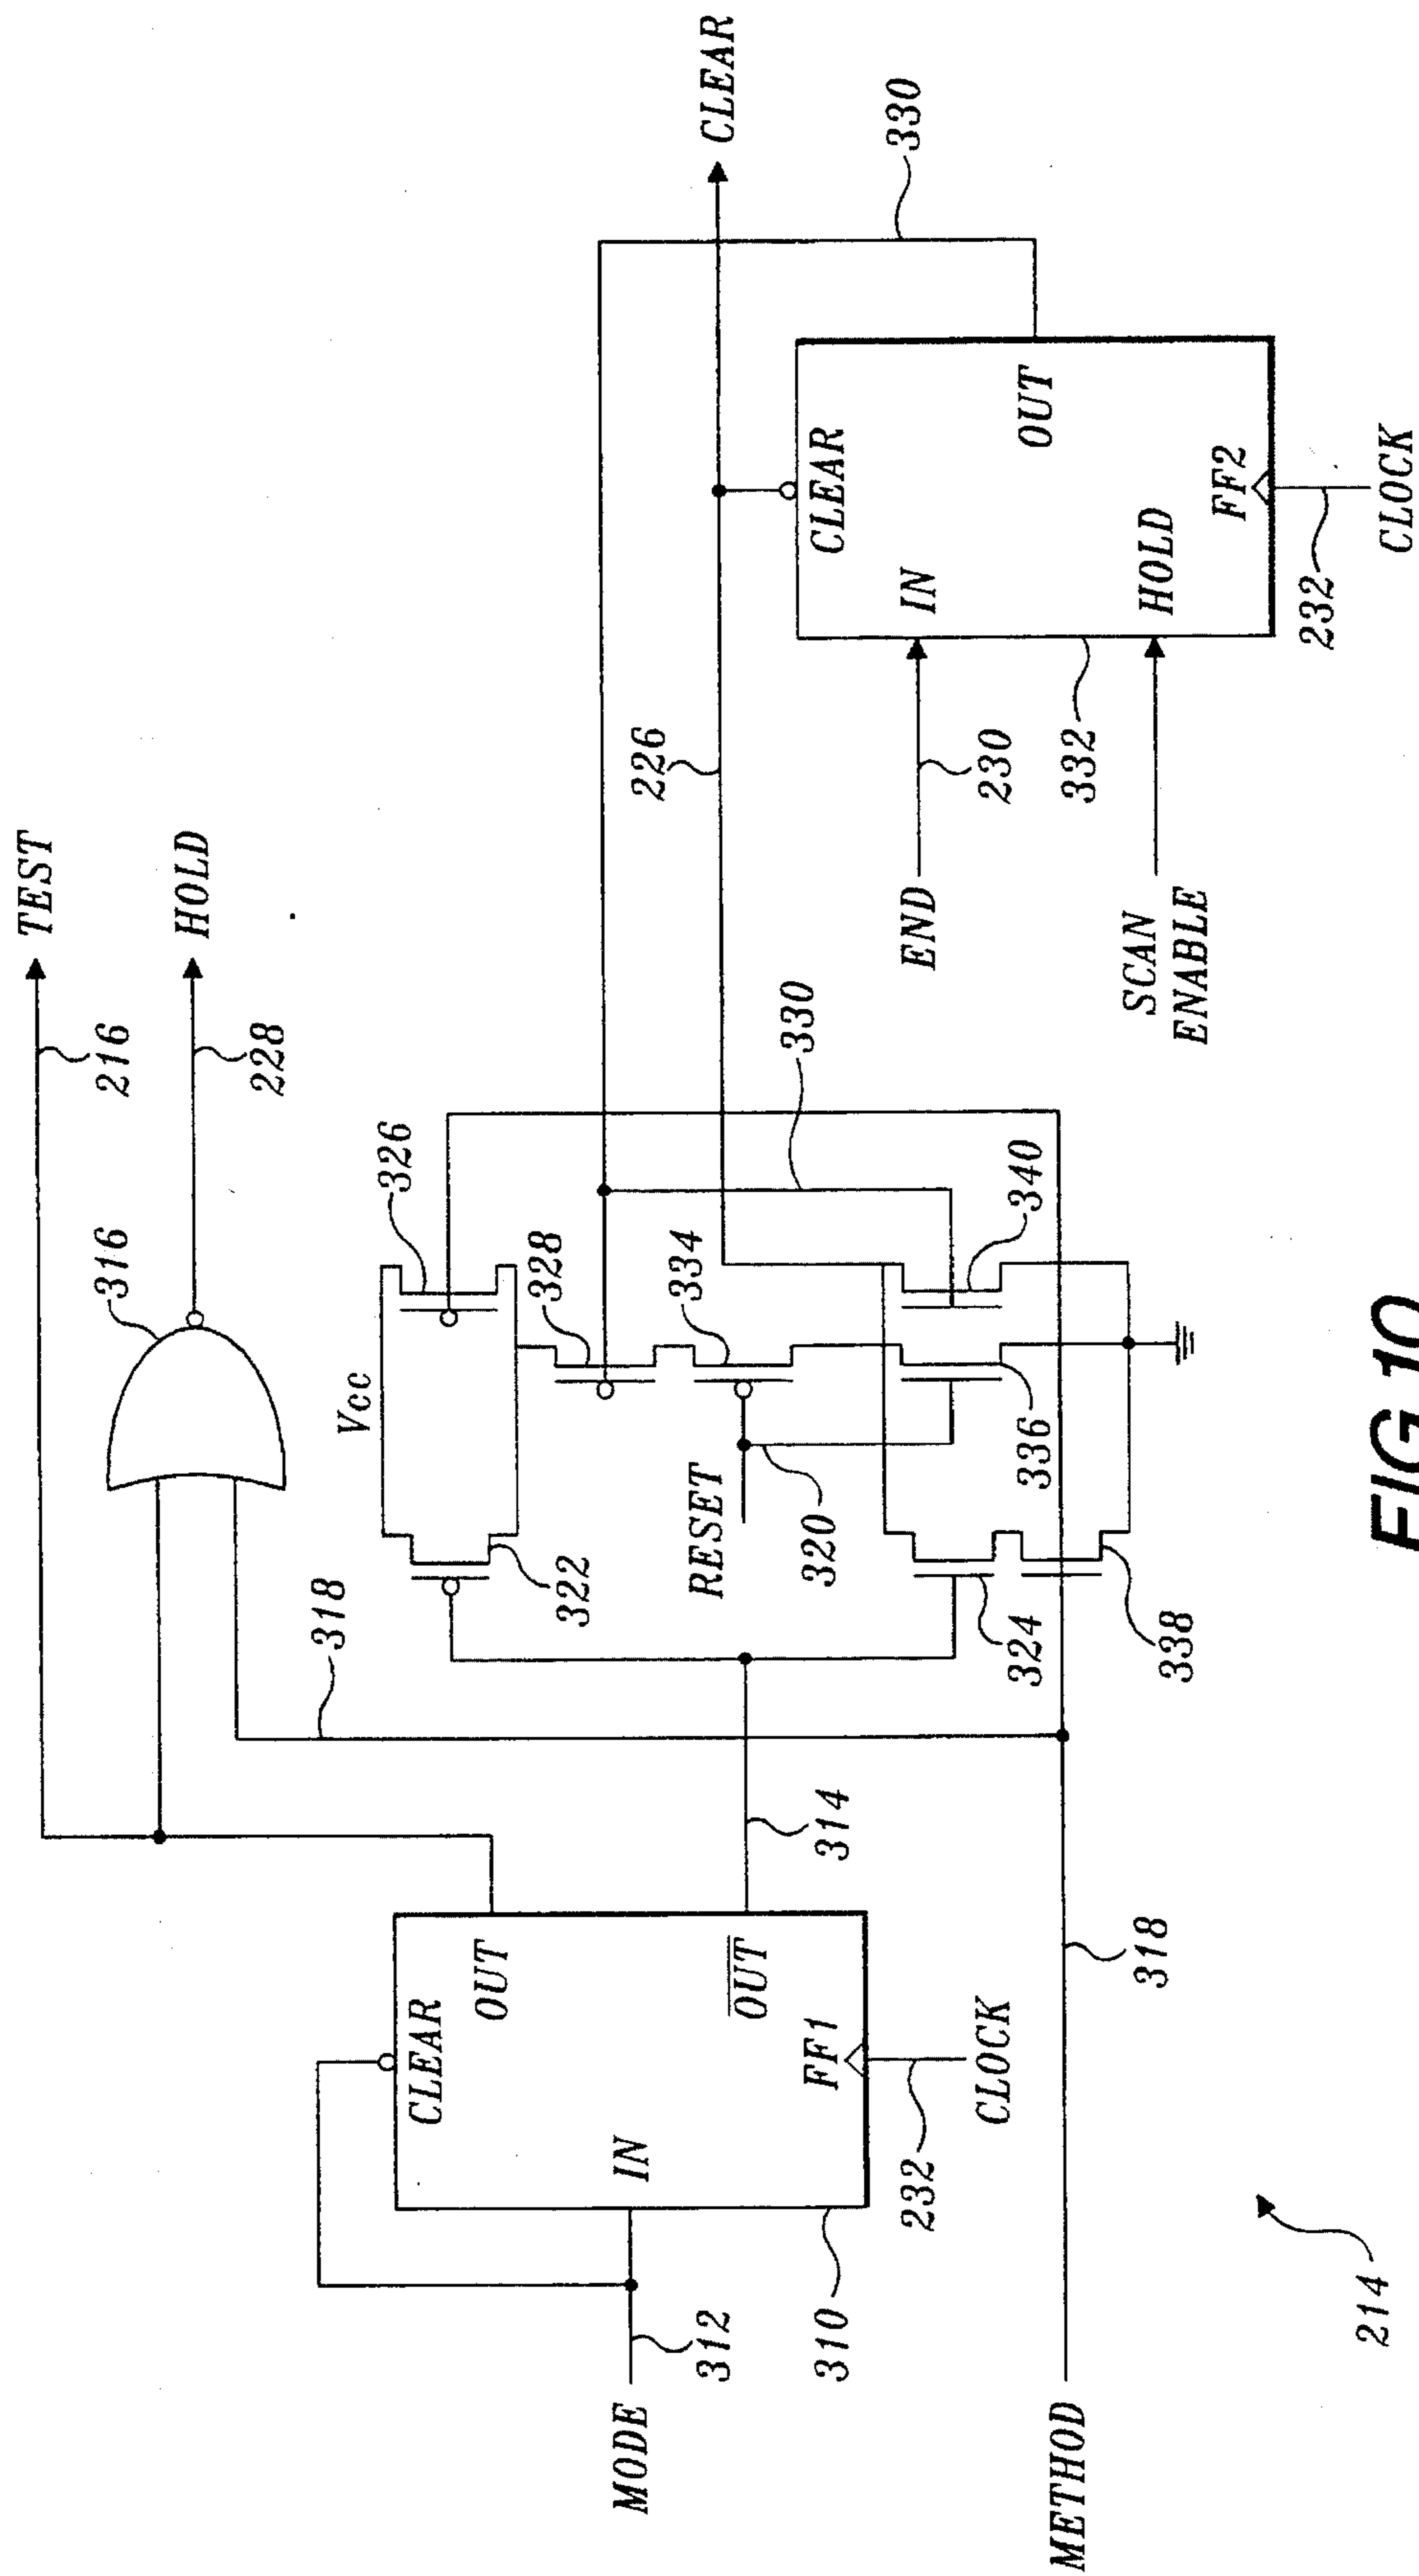 TEST
216
HOLD
228
316
318
Vcc
326
322
328
334
RESET
320
336
340
330
324
338
314
CLEAR
OUT
OUT
IN
FF1
310
232
CLOCK
MODE
312
METHOD
318
226
CLEAR
330
CLEAR
IN
OUT
HOLD
FF2
END
230
332
SCAN
ENABLE
232
CLOCK
214
FIG 10